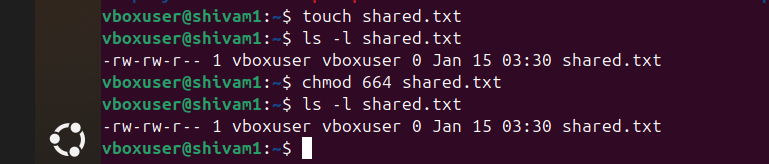 vboxuser@shivam1:~$ touch shared.txt
vboxuser@shivam1:~$ ls -l shared.txt
-rw-rw-r-- 1 vboxuser vboxuser 0 Jan 15 03:30 shared.txt
vboxuser@shivam1:~$ chmod 664 shared.txt
vboxuser@shivam1:~$ ls -l shared.txt
-rw-rw-r-- 1 vboxuser vboxuser 0 Jan 15 03:30 shared.txt
vboxuser@shivam1:~$